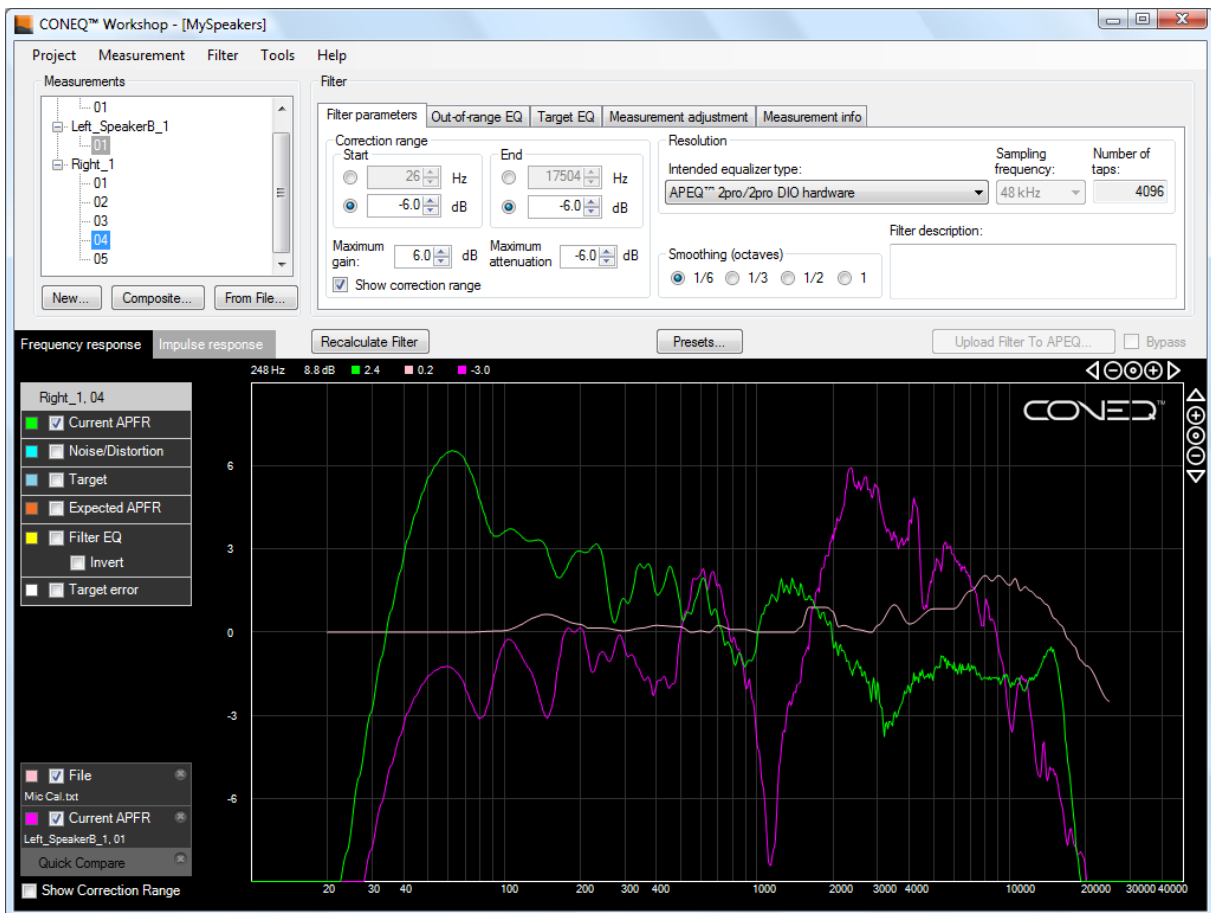 CONEQ™ Workshop - [MySpeakers]
Project Measurement Filter Tools Help
Measurements
01
Left_SpeakerB_1
01
Right_1
01
02
03
04
05
New... Composite... From File...
Filter
Filter parameters Out-of-range EQ Target EQ Measurement adjustment Measurement info
Correction range
Start
26 Hz
-6.0 dB
End
17504 Hz
-6.0 dB
Maximum gain: 6.0 dB
Maximum attenuation -6.0 dB
Show correction range
Resolution
Intended equalizer type:
APEQ™ 2pro/2pro DIO hardware
Sampling frequency:
48 kHz
Number of taps:
4096
Smoothing (octaves)
1/6 1/3 1/2 1
Filter description:
Frequency response Impulse response
Recalculate Filter Presets... Upload Filter To APEQ... Bypass
248 Hz 8.8 dB 2.4 0.2 -3.0
CONEQ™
Right_1, 04
Current APFR
Noise/Distortion
Target
Expected APFR
Filter EQ
Invert
Target error
6
3
0
-3
-6
File
Mic Cal.txt
Current APFR
Left_SpeakerB_1, 01
Quick Compare
Show Correction Range
20 30 40 100 200 300 400 1000 2000 3000 4000 10000 20000 30000 40000